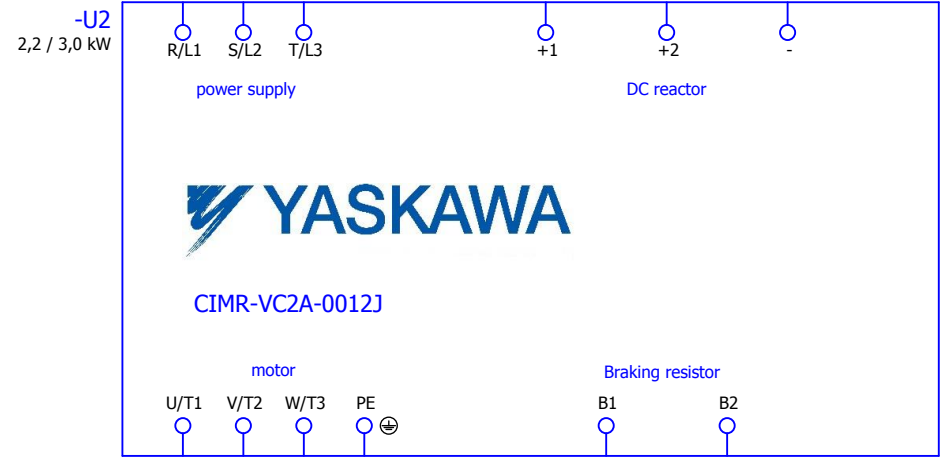 -U2
2,2 / 3,0 kW
R/L1 S/L2 T/L3 +1 +2 -
power supply DC reactor
YASKAWA
CIMR-VC2A-0012J
motor Braking resistor
U/T1 V/T2 W/T3 PE B1 B2